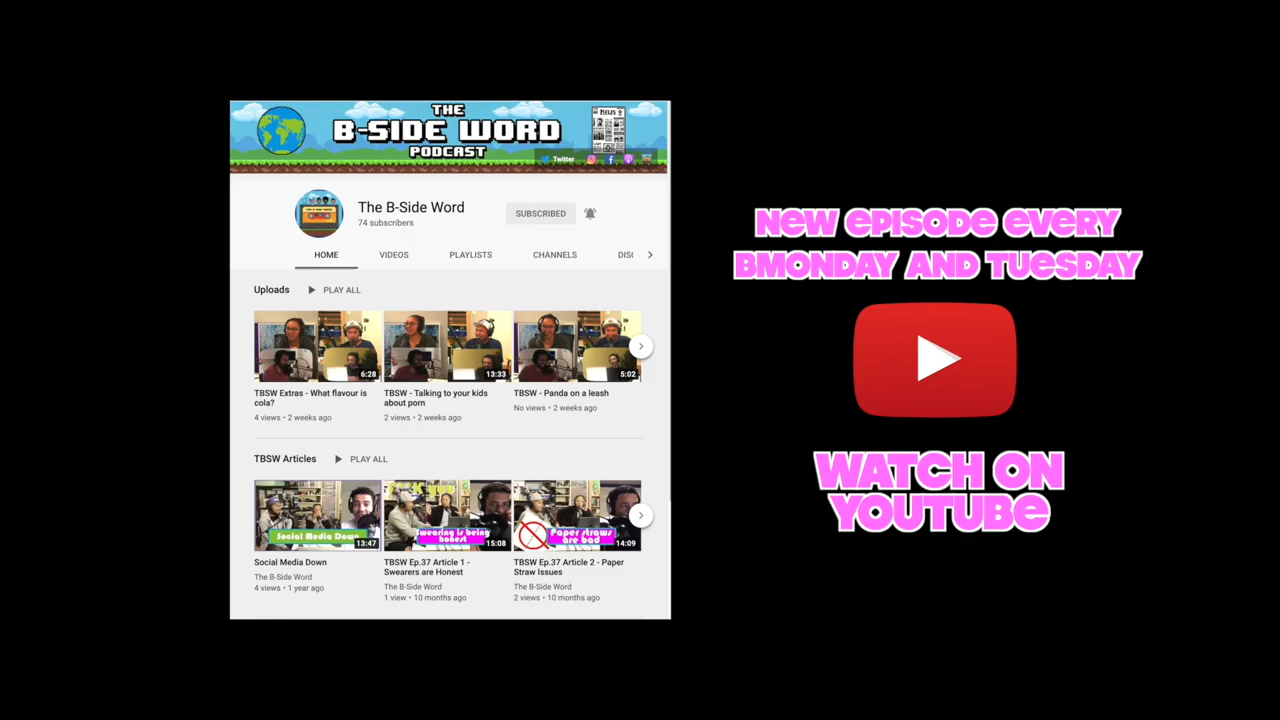 THE
B-SIDE WORD
PODCAST
NEWS
Twitter
The B-Side Word
74 subscribers
SUBSCRIBED
HOME VIDEOS PLAYLISTS CHANNELS DISC
Uploads PLAY ALL
6:28 13:33 5:02
TBSW Extras - What flavour is cola?
4 views • 2 weeks ago
TBSW - Talking to your kids about porn
2 views • 2 weeks ago
TBSW - Panda on a leash
No views • 2 weeks ago
TBSW Articles PLAY ALL
Social Media Down
13:47
Swearing is being
honest
15:08
Paper straws
are bad
14:09
Social Media Down
The B-Side Word
4 views • 1 year ago
TBSW Ep.37 Article 1 -
Swearers are Honest
The B-Side Word
1 view • 10 months ago
TBSW Ep.37 Article 2 - Paper
Straw Issues
The B-Side Word
2 views • 10 months ago
NEW EPISODE EVERY
BMONDAY AND TUESDAY
WATCH ON
YOUTUBE